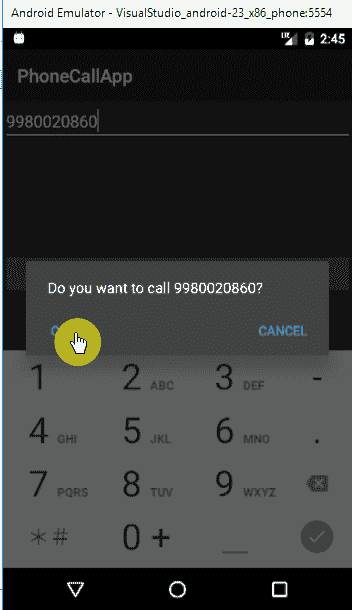 Android Emulator - VisualStudio_android-23_x86_phone:5554
LTE 2:45
PhoneCallApp
9980020860
Do you want to call 9980020860?
CANCEL
1 2 ABC 3 DEF -
4 GHI 5 JKL 6 MNO .
7 PQRS 8 TUV 9 WXYZ
*# 0 + _